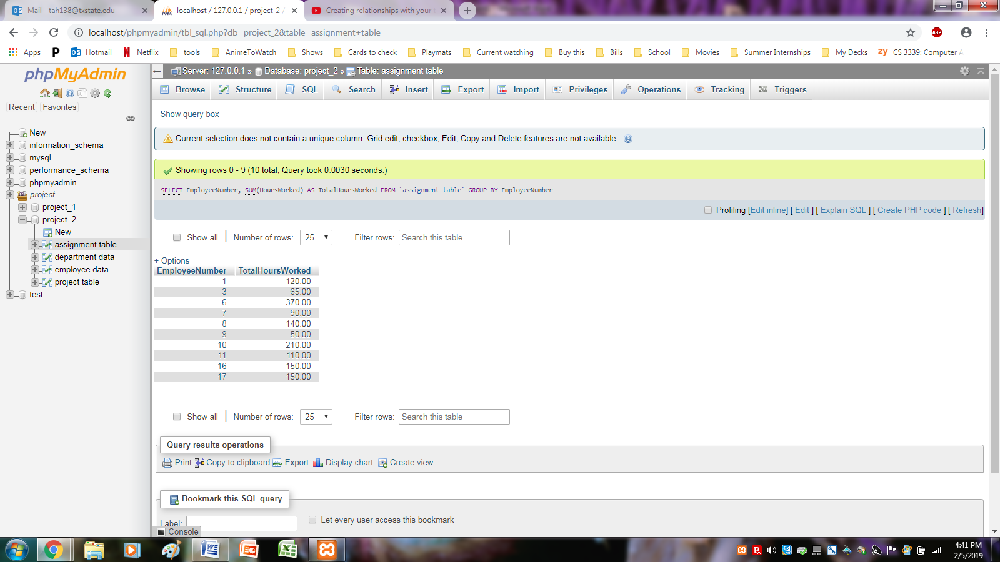 Mail - tah138@txstate.edu
localhost / 127.0.0.1 / project_2 /
Creating relationships with your
localhost/phpmyadmin/tbl_sql.php?db=project_2&table=assignment+table
ABP
Apps
P
Hotmail
N
Netflix
tools
AnimeToWatch
Shows
Cards to check
Playmats
Current watching
Buy this
Bills
School
Movies
Summer Internships
My Decks
zy
CS 3339: Computer A
phpMyAdmin
Recent
Favorites
New
information_schema
mysql
performance_schema
phpmyadmin
project
project_1
project_2
New
assignment table
department data
employee data
project table
test
Server: 127.0.0.1 » Database: project_2 » Table: assignment table
Browse
Structure
SQL
Search
Insert
Export
Import
Privileges
Operations
Tracking
Triggers
Show query box
Current selection does not contain a unique column. Grid edit, checkbox, Edit, Copy and Delete features are not available.
Showing rows 0 - 9 (10 total, Query took 0.0030 seconds.)
SELECT EmployeeNumber, SUM(HoursWorked) AS TotalHoursWorked FROM `assignment table` GROUP BY EmployeeNumber
Profiling [Edit inline] [ Edit ] [ Explain SQL ] [ Create PHP code ] [ Refresh]
Show all | Number of rows: 25 Filter rows: Search this table
+ Options
EmployeeNumber TotalHoursWorked
1 120.00
3 65.00
6 370.00
7 90.00
8 140.00
9 50.00
10 210.00
11 110.00
16 150.00
17 150.00
Show all | Number of rows: 25 Filter rows: Search this table
Query results operations
Print Copy to clipboard Export Display chart Create view
Bookmark this SQL query
Label: Let every user access this bookmark
Console
4:41 PM
2/5/2019